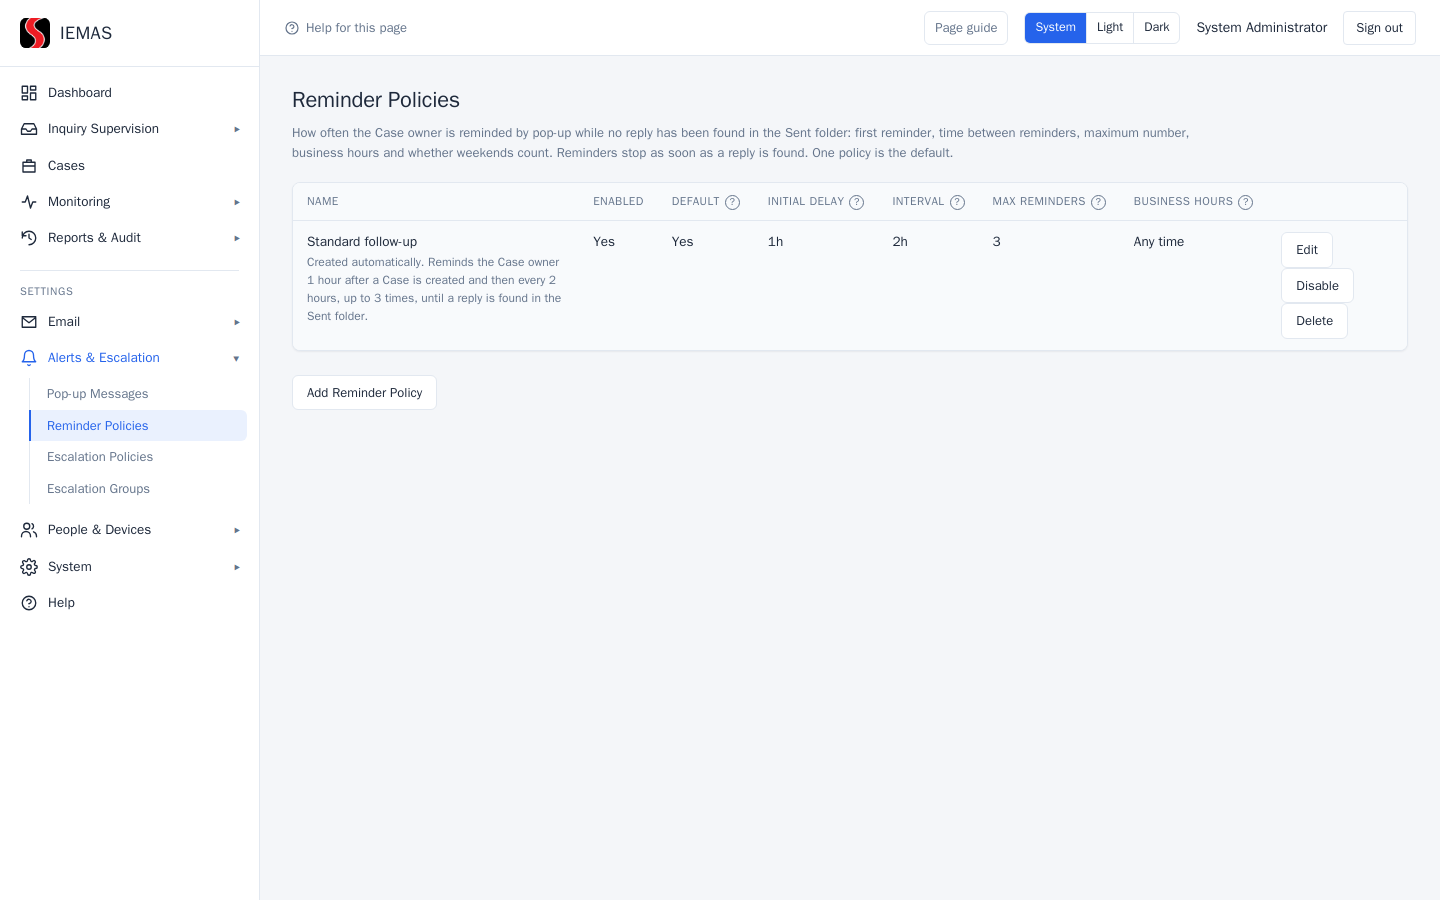 IEMAS
Help for this page
Page guide
System
Light
Dark
System Administrator
Sign out
Dashboard
Inquiry Supervision
Cases
Monitoring
Reports & Audit
SETTINGS
Email
Alerts & Escalation
Pop-up Messages
Reminder Policies
Escalation Policies
Escalation Groups
People & Devices
System
Help
Reminder Policies
How often the Case owner is reminded by pop-up while no reply has been found in the Sent folder: first reminder, time between reminders, maximum number,
business hours and whether weekends count. Reminders stop as soon as a reply is found. One policy is the default.
NAME
ENABLED
DEFAULT ?
INITIAL DELAY ?
INTERVAL ?
MAX REMINDERS ?
BUSINESS HOURS ?
Standard follow-up
Created automatically. Reminds the Case owner
1 hour after a Case is created and then every 2
hours, up to 3 times, until a reply is found in the
Sent folder.
Yes
Yes
1h
2h
3
Any time
Edit
Disable
Delete
Add Reminder Policy